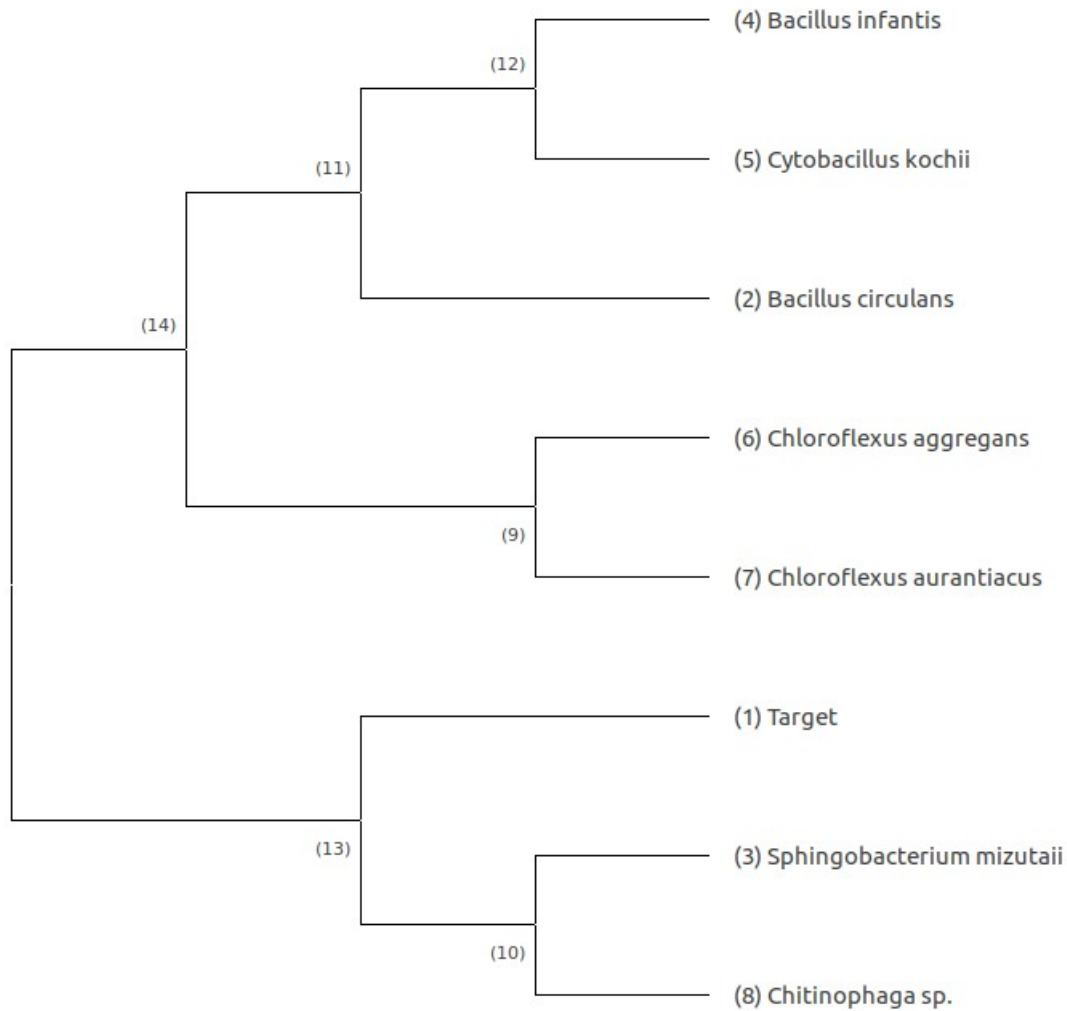 (4) Bacillus infantis
(12)
(5) Cytobacillus kochii
(11)
(2) Bacillus circulans
(14)
(6) Chloroflexus aggregans
(9)
(7) Chloroflexus aurantiacus
(1) Target
(13)
(3) Sphingobacterium mizutaii
(10)
(8) Chitinophaga sp.